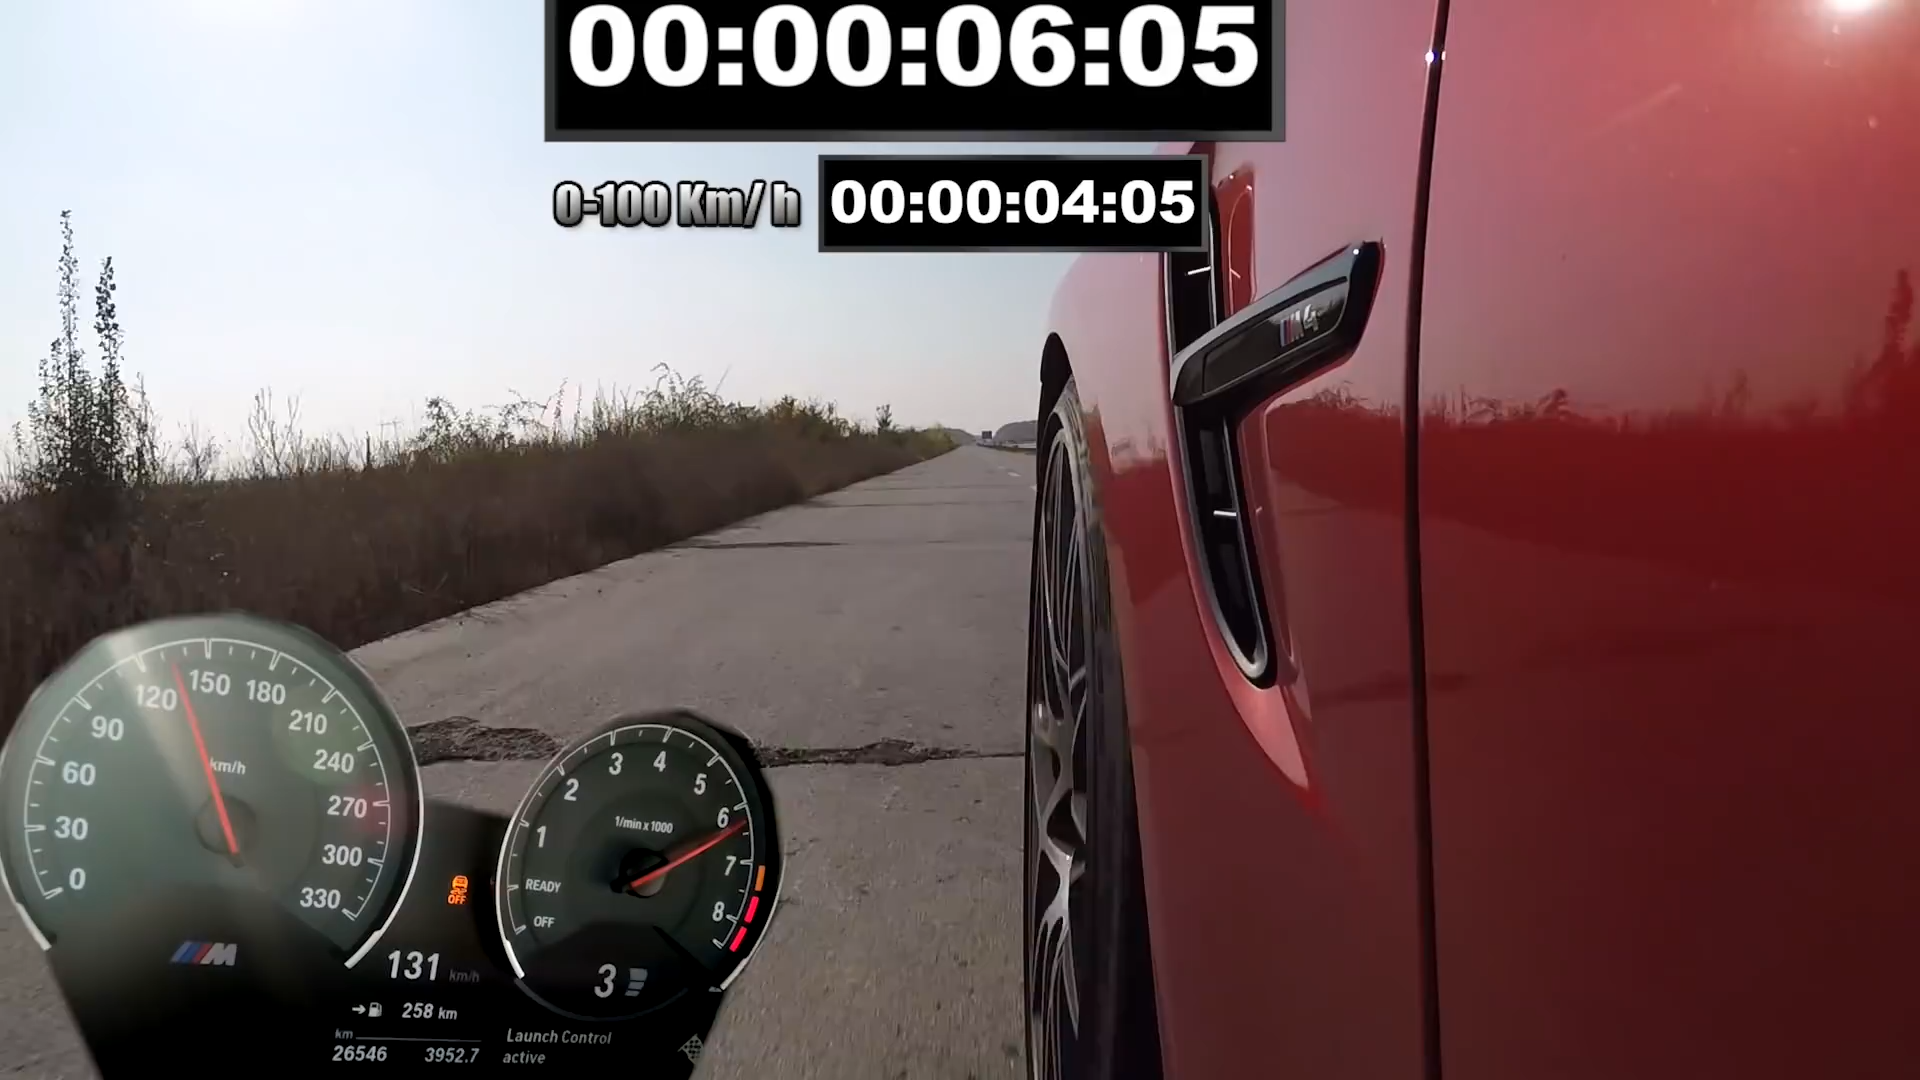 00:00:06:05
0-100 Km/h 00:00:04:05
M4
0
30
60
90
120
150
180
210
240
270
300
330
km/h
M
OFF
READY
1
2
3
4
5
6
7
8
1/min x 1000
OFF
131 km/h
3
258 km
km
26546 3952.7
Launch Control
active